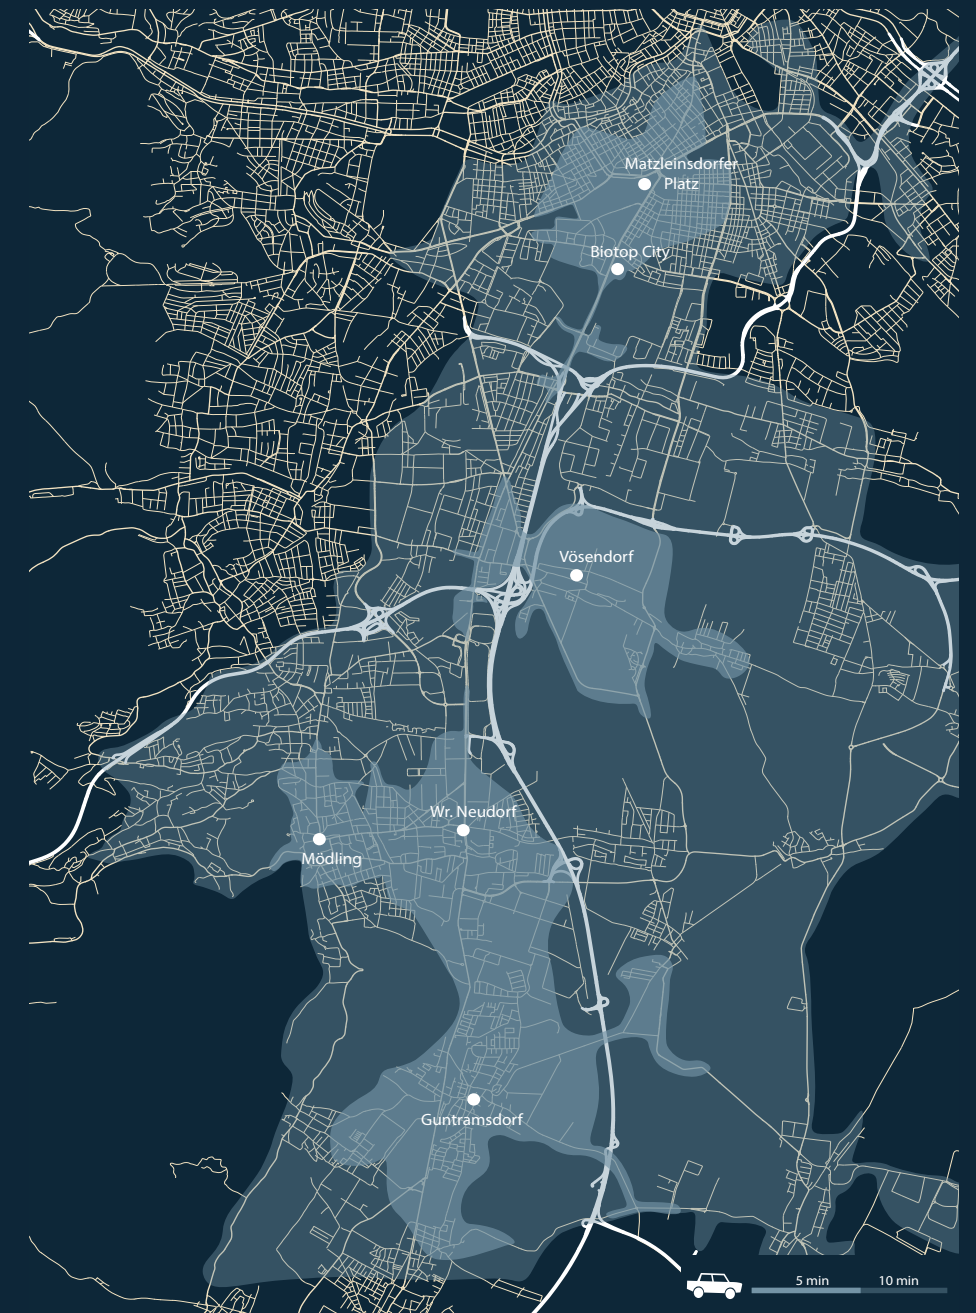 Matzleinsdorfer
Platz
Biotop City
Vösendorf
Wr. Neudorf
Mödling
Guntramsdorf
5 min
10 min